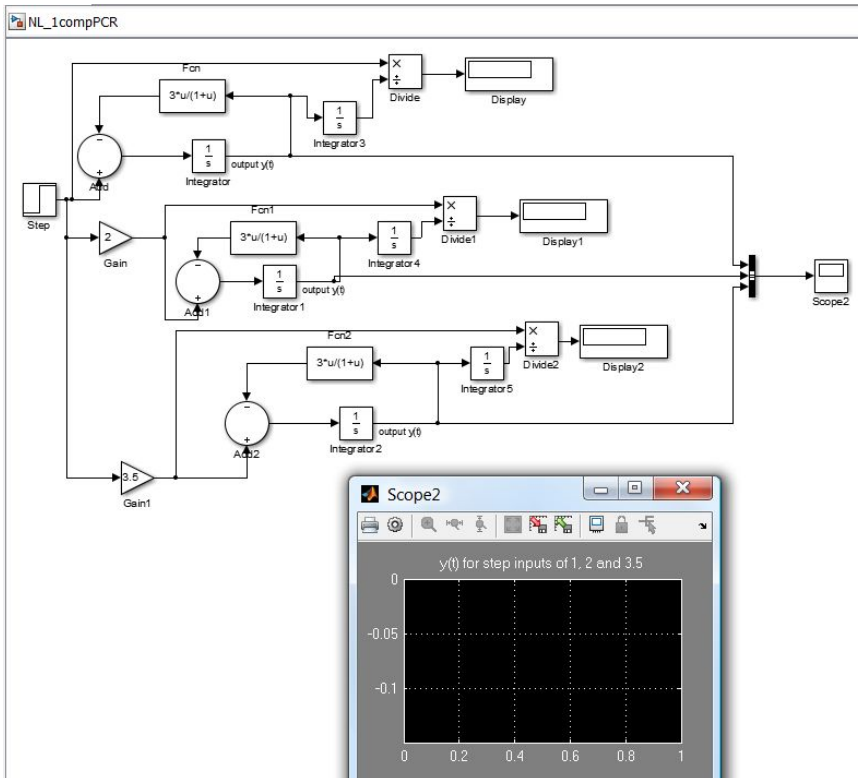 NL_1compPCR
Fcn
3*u/(1+u)
×
÷
Divide
Display
1
s
Integrator3
−
+
Add
1
s
Integrator
output y(t)
Step
Fcn1
3*u/(1+u)
×
÷
Divide1
Display1
2
Gain
1
s
Integrator4
−
+
Add1
1
s
Integrator1
output y(t)
Scope2
Fcn2
3*u/(1+u)
×
÷
Divide2
Display2
1
s
Integrator5
−
+
Add2
1
s
Integrator2
output y(t)
3.5
Gain1
Scope2
y(t) for step inputs of 1, 2 and 3.5
0
-0.05
-0.1
0 0.2 0.4 0.6 0.8 1